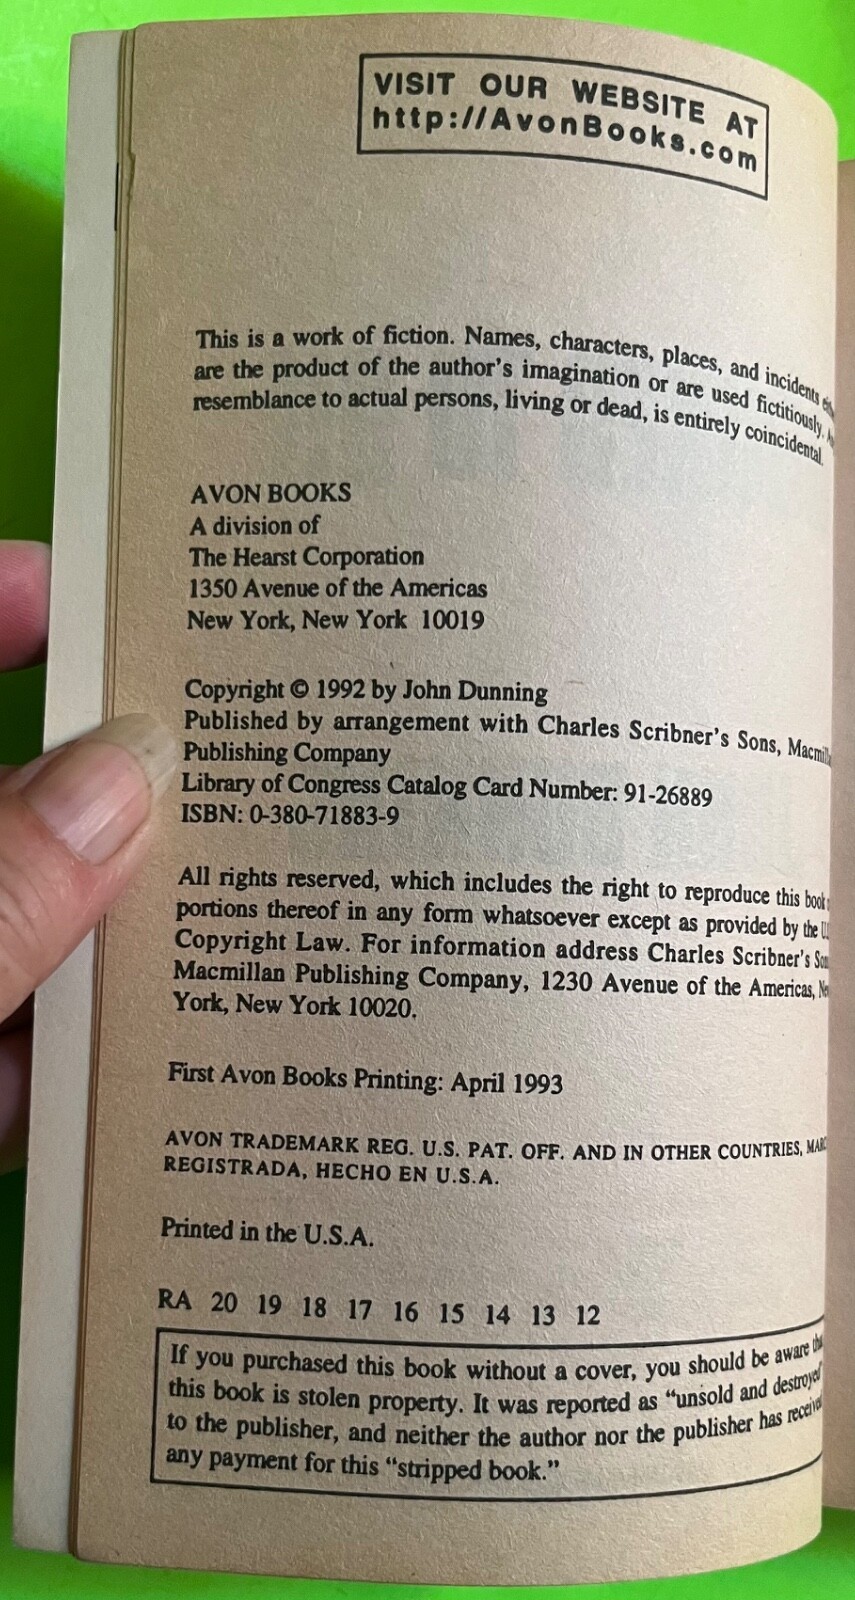 VISIT OUR WEBSITE AT
http://AvonBooks.com
This is a work of fiction. Names, characters, places, and incidents
are the product of the author's imagination or are used fictitiously.
resemblance to actual persons, living or dead, is entirely coincidental.
AVON BOOKS
A division of
The Hearst Corporation
1350 Avenue of the Americas
New York, New York 10019
Copyright © 1992 by John Dunning
Published by arrangement with Charles Scribner's Sons,
Publishing Company
Library of Congress Catalog Card Number: 91-26889
ISBN: 0-380-71883-9
All rights reserved, which includes the right to reproduce this book
portions thereof in any form whatsoever except as provided by the
Copyright Law. For information address Charles Scribner's
Macmillan Publishing Company, 1230 Avenue of the Americas,
York, New York 10020.
First Avon Books Printing: April 1993
AVON TRADEMARK REG. U.S. PAT. OFF. AND IN OTHER COUNTRIES,
REGISTRADA, HECHO EN U.S.A.
Printed in the U.S.A.
RA 20 19 18 17 16 15 14 13 12
If you purchased this book without a cover, you should be aware
this book is stolen property. It was reported as "unsold and destroyed"
to the publisher, and neither the author nor the publisher has
any payment for this "stripped book."